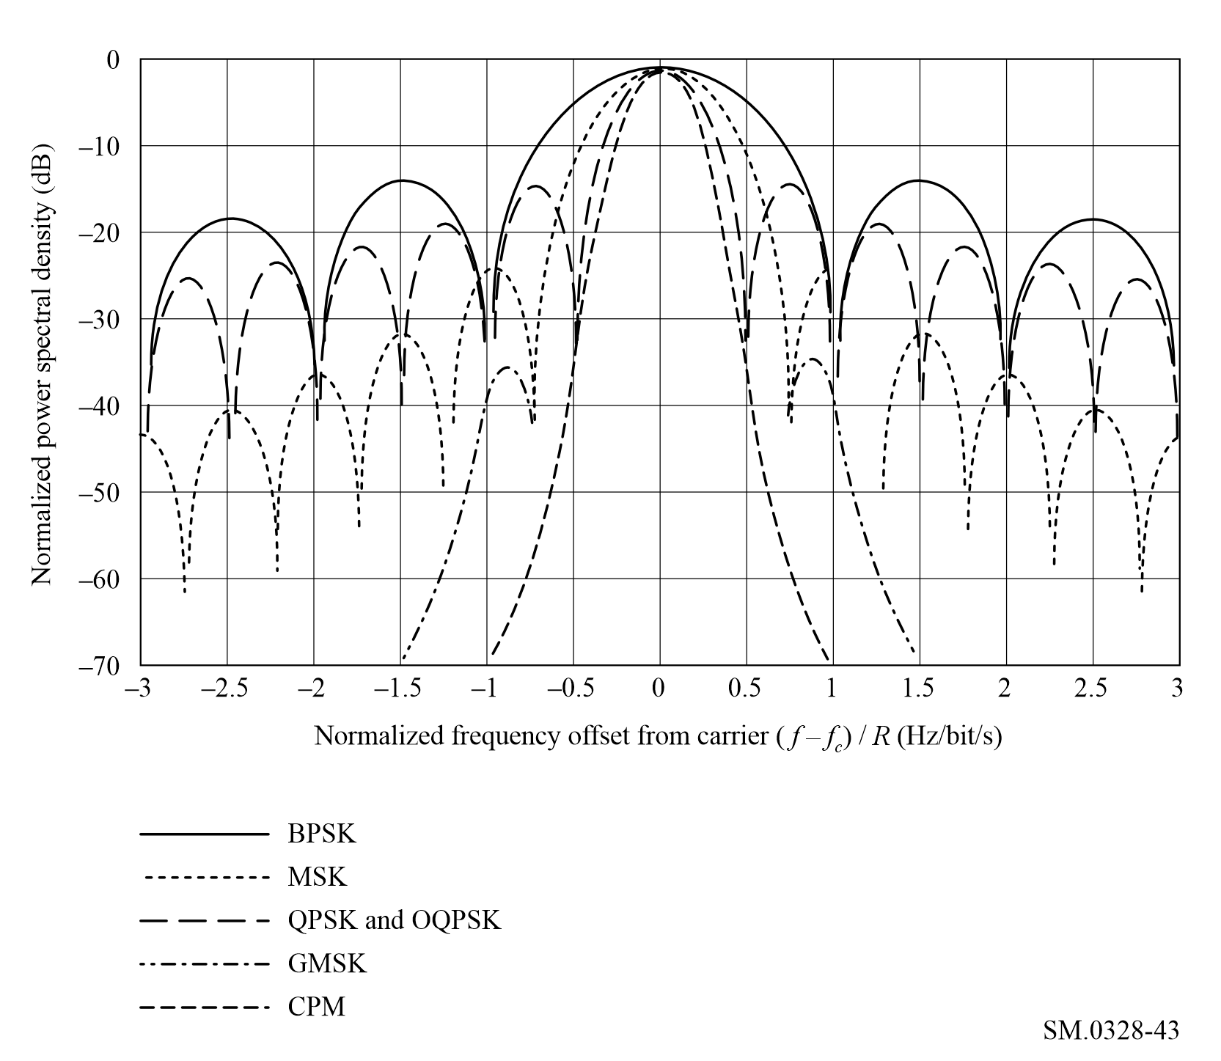 Normalized power spectral density (dB)
0
–10
–20
–30
–40
–50
–60
–70
–3 –2.5 –2 –1.5 –1 –0.5 0 0.5 1 1.5 2 2.5 3
Normalized frequency offset from carrier (f – fc) / R (Hz/bit/s)
BPSK
MSK
QPSK and OQPSK
GMSK
CPM
SM.0328-43